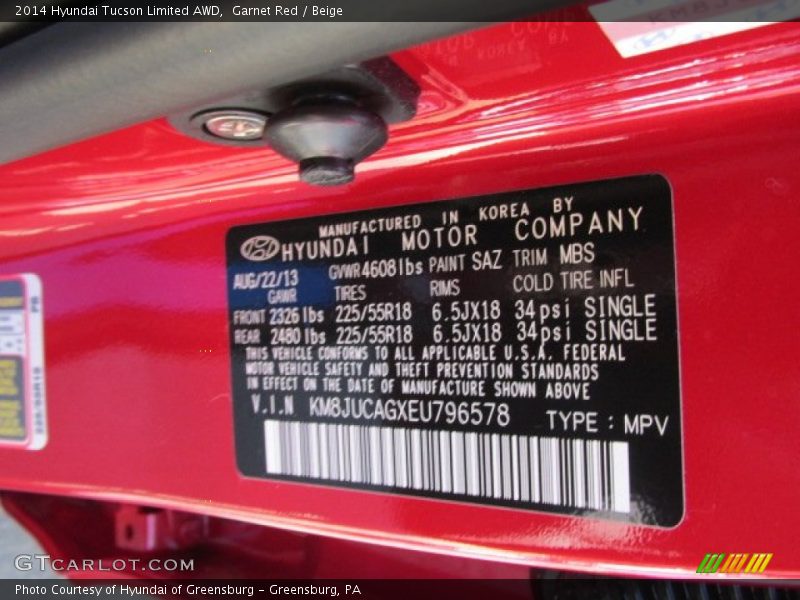 2014 Hyundai Tucson Limited AWD,  Garnet Red / Beige
MANUFACTURED IN KOREA BY
HYUNDAI MOTOR COMPANY
AUG/22/13 GVWR 4608lbs PAINT SAZ TRIM MBS
GAWR TIRES RIMS COLD TIRE INFL
FRONT 2326 lbs 225/55R18 6.5JX18 34psi SINGLE
REAR 2480 lbs 225/55R18 6.5JX18 34psi SINGLE
THIS VEHICLE CONFORMS TO ALL APPLICABLE U.S.A. FEDERAL
MOTOR VEHICLE SAFETY AND THEFT PREVENTION STANDARDS
IN EFFECT ON THE DATE OF MANUFACTURE SHOWN ABOVE
V.I.N KM8JUCAGXEU796578 TYPE : MPV
GTCARLOT.COM
Photo Courtesy of Hyundai of Greensburg – Greensburg, PA